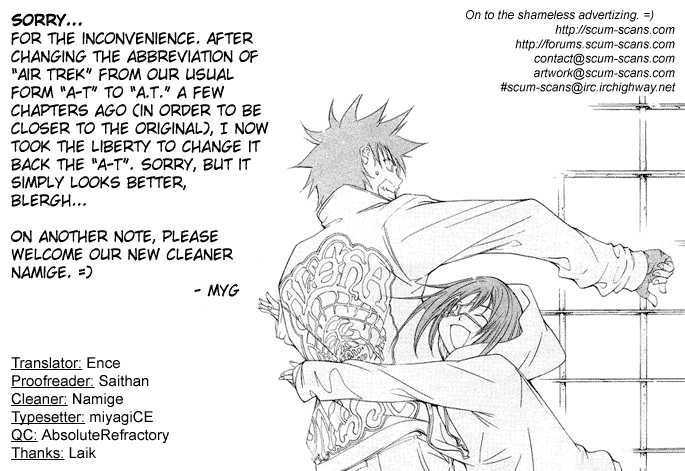 SORRY...
FOR THE INCONVENIENCE. AFTER
CHANGING THE ABBREVIATION OF
"AIR TREK" FROM OUR USUAL
FORM "A-T" TO "A.T." A FEW
CHAPTERS AGO (IN ORDER TO BE
CLOSER TO THE ORIGINAL), I NOW
TOOK THE LIBERTY TO CHANGE IT
BACK THE "A-T". SORRY, BUT IT
SIMPLY LOOKS BETTER,
BLERGH...
ON ANOTHER NOTE, PLEASE
WELCOME OUR NEW CLEANER
NAMIGE. =)
- MYG
On to the shameless advertizing. =)
http://scum-scans.com
http://forums.scum-scans.com
contact@scum-scans.com
artwork@scum-scans.com
#scum-scans@irc.irchighway.net
Translator: Ence
Proofreader: Saithan
Cleaner: Namige
Typesetter: miyagiCE
QC: AbsoluteRefractory
Thanks: Laik